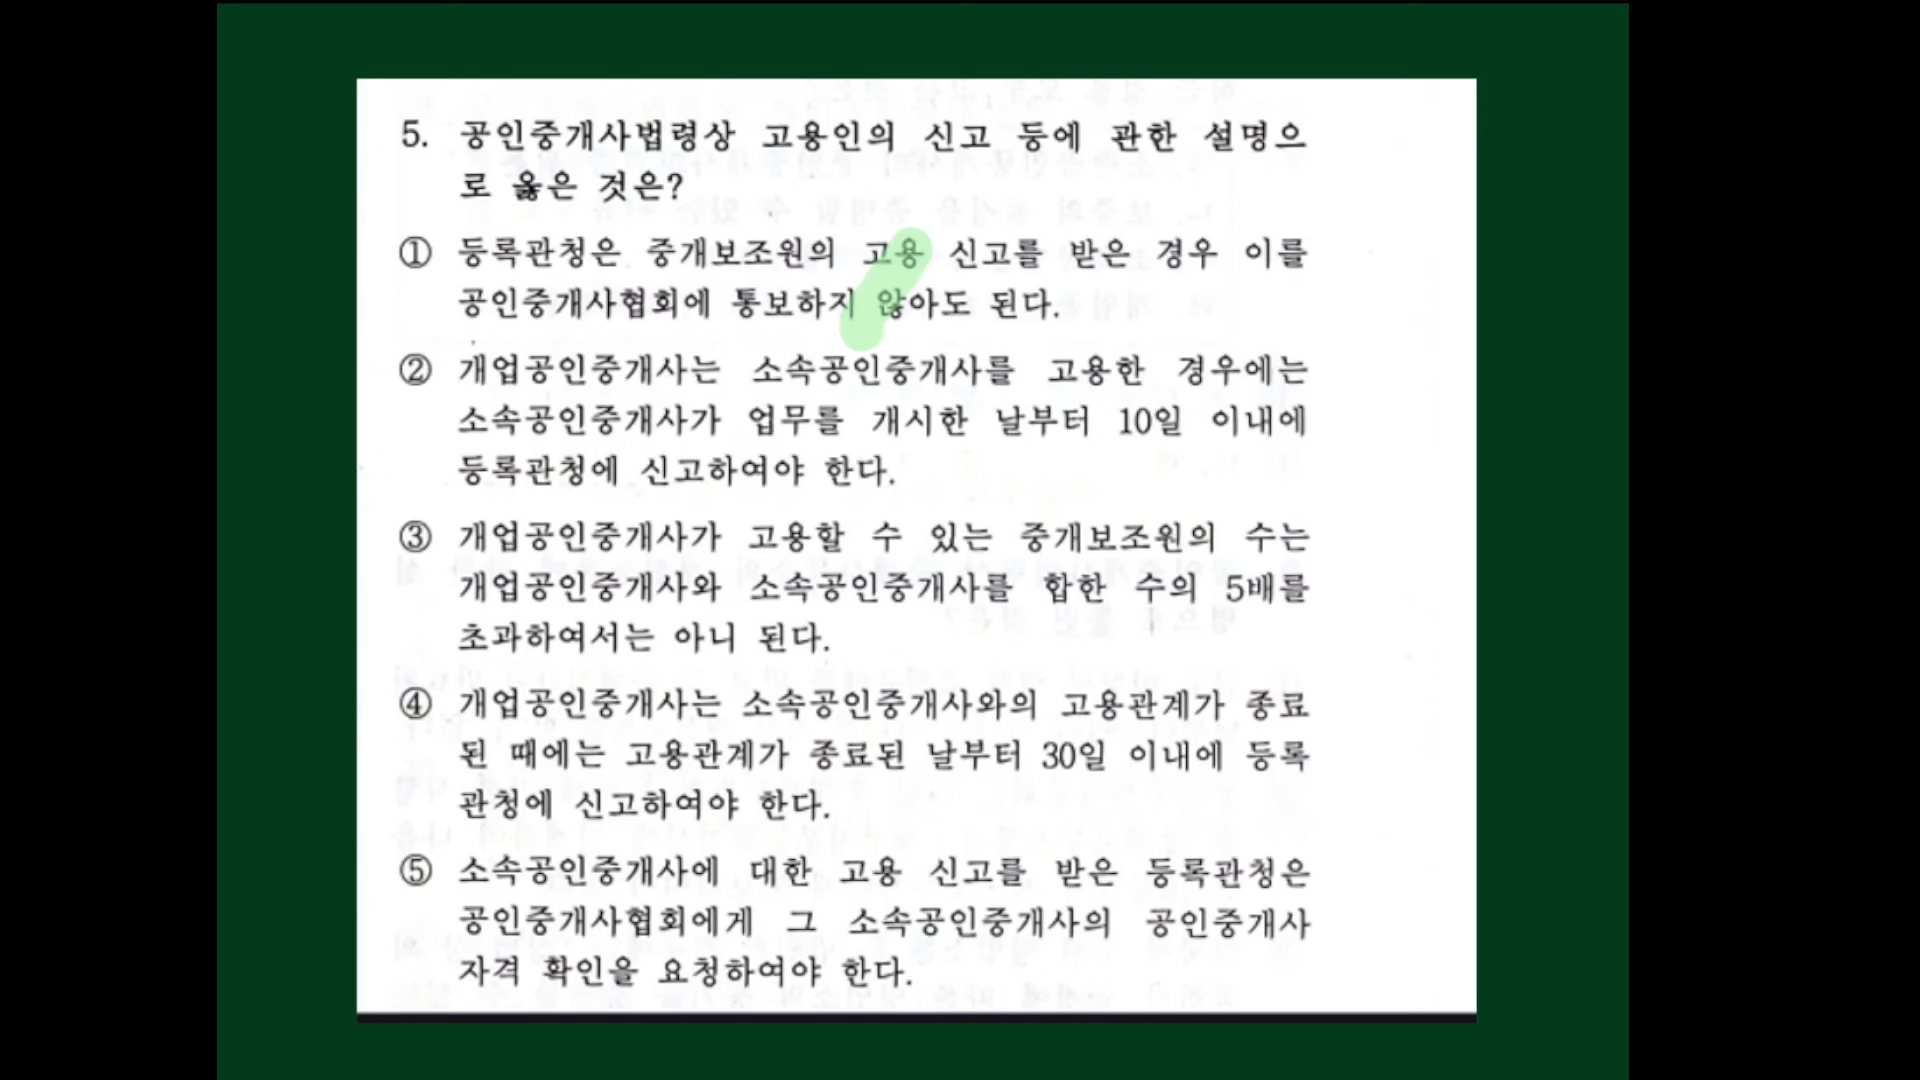 5. 공인중개사법령상 고용인의 신고 등에 관한 설명으
로 옳은 것은?
① 등록관청은 중개보조원의 고용 신고를 받은 경우 이를
공인중개사협회에 통보하지 않아도 된다.
② 개업공인중개사는 소속공인중개사를 고용한 경우에는
소속공인중개사가 업무를 개시한 날부터 10일 이내에
등록관청에 신고하여야 한다.
③ 개업공인중개사가 고용할 수 있는 중개보조원의 수는
개업공인중개사와 소속공인중개사를 합한 수의 5배를
초과하여서는 아니 된다.
④ 개업공인중개사는 소속공인중개사와의 고용관계가 종료
된 때에는 고용관계가 종료된 날부터 30일 이내에 등록
관청에 신고하여야 한다.
⑤ 소속공인중개사에 대한 고용 신고를 받은 등록관청은
공인중개사협회에게 그 소속공인중개사의 공인중개사
자격 확인을 요청하여야 한다.